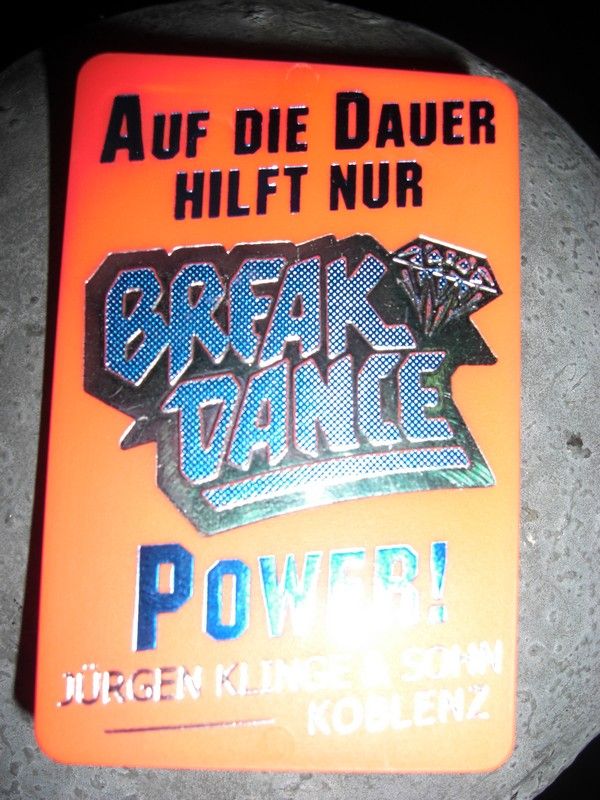 AUF DIE DAUER
HILFT NUR
BREAK
DANCE
POWER!
JÜRGEN KLINGE & SOHN
KOBLENZ